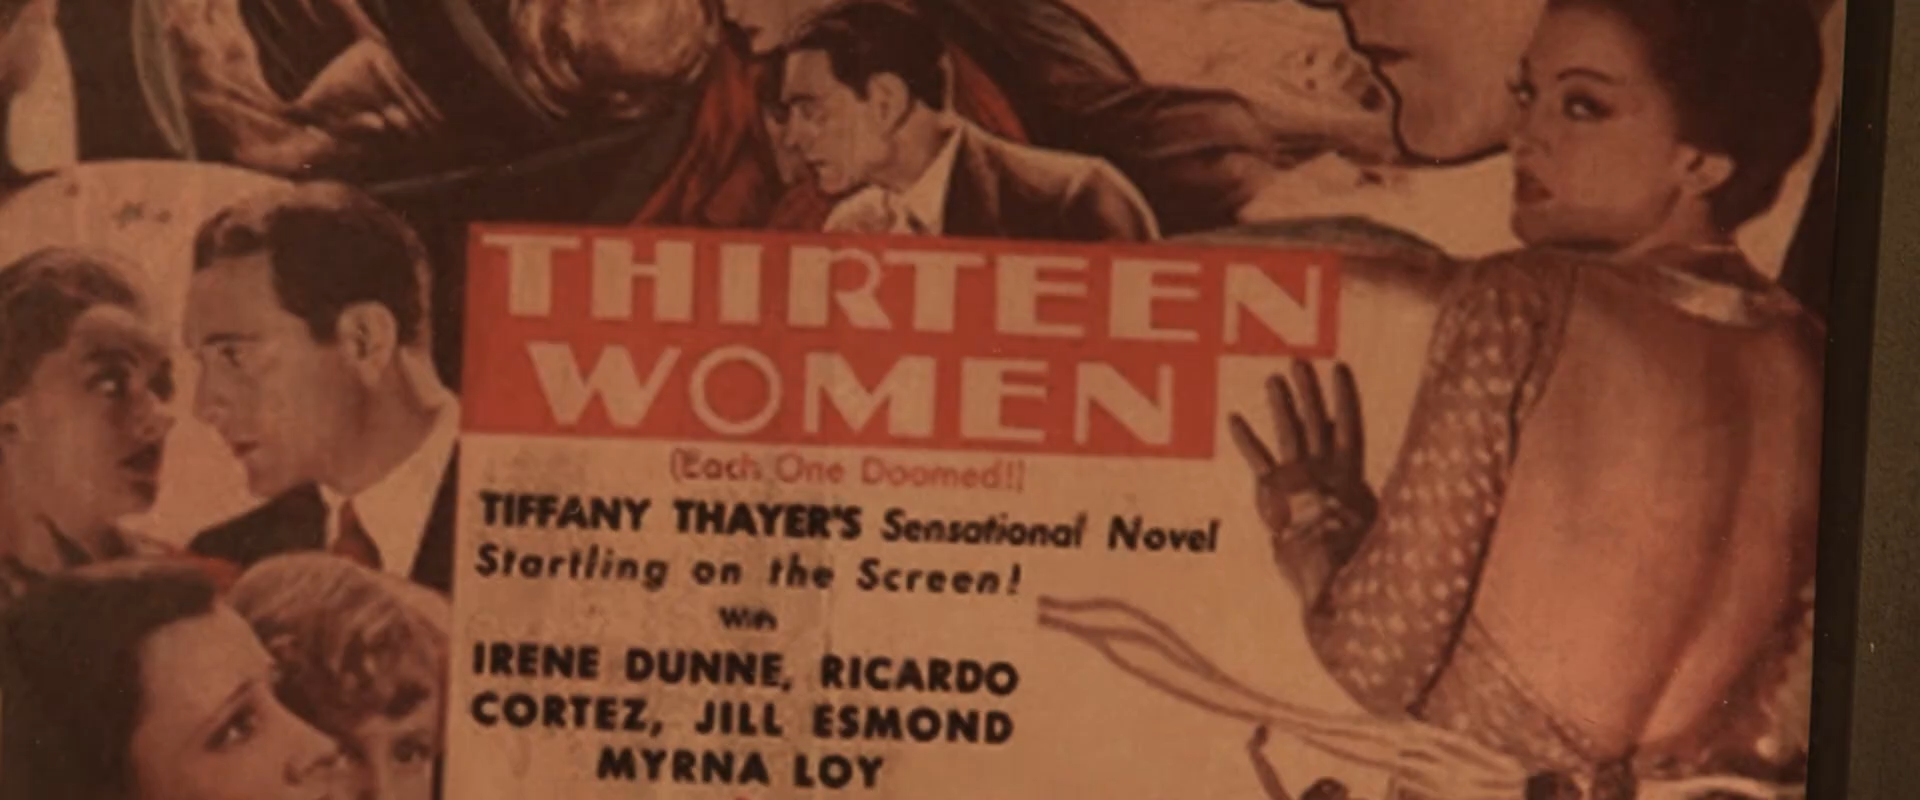 THIRTEEN
WOMEN
(Each One Doomed!)
TIFFANY THAYER'S Sensational Novel
Startling on the Screen!
With
IRENE DUNNE, RICARDO
CORTEZ, JILL ESMOND
MYRNA LOY